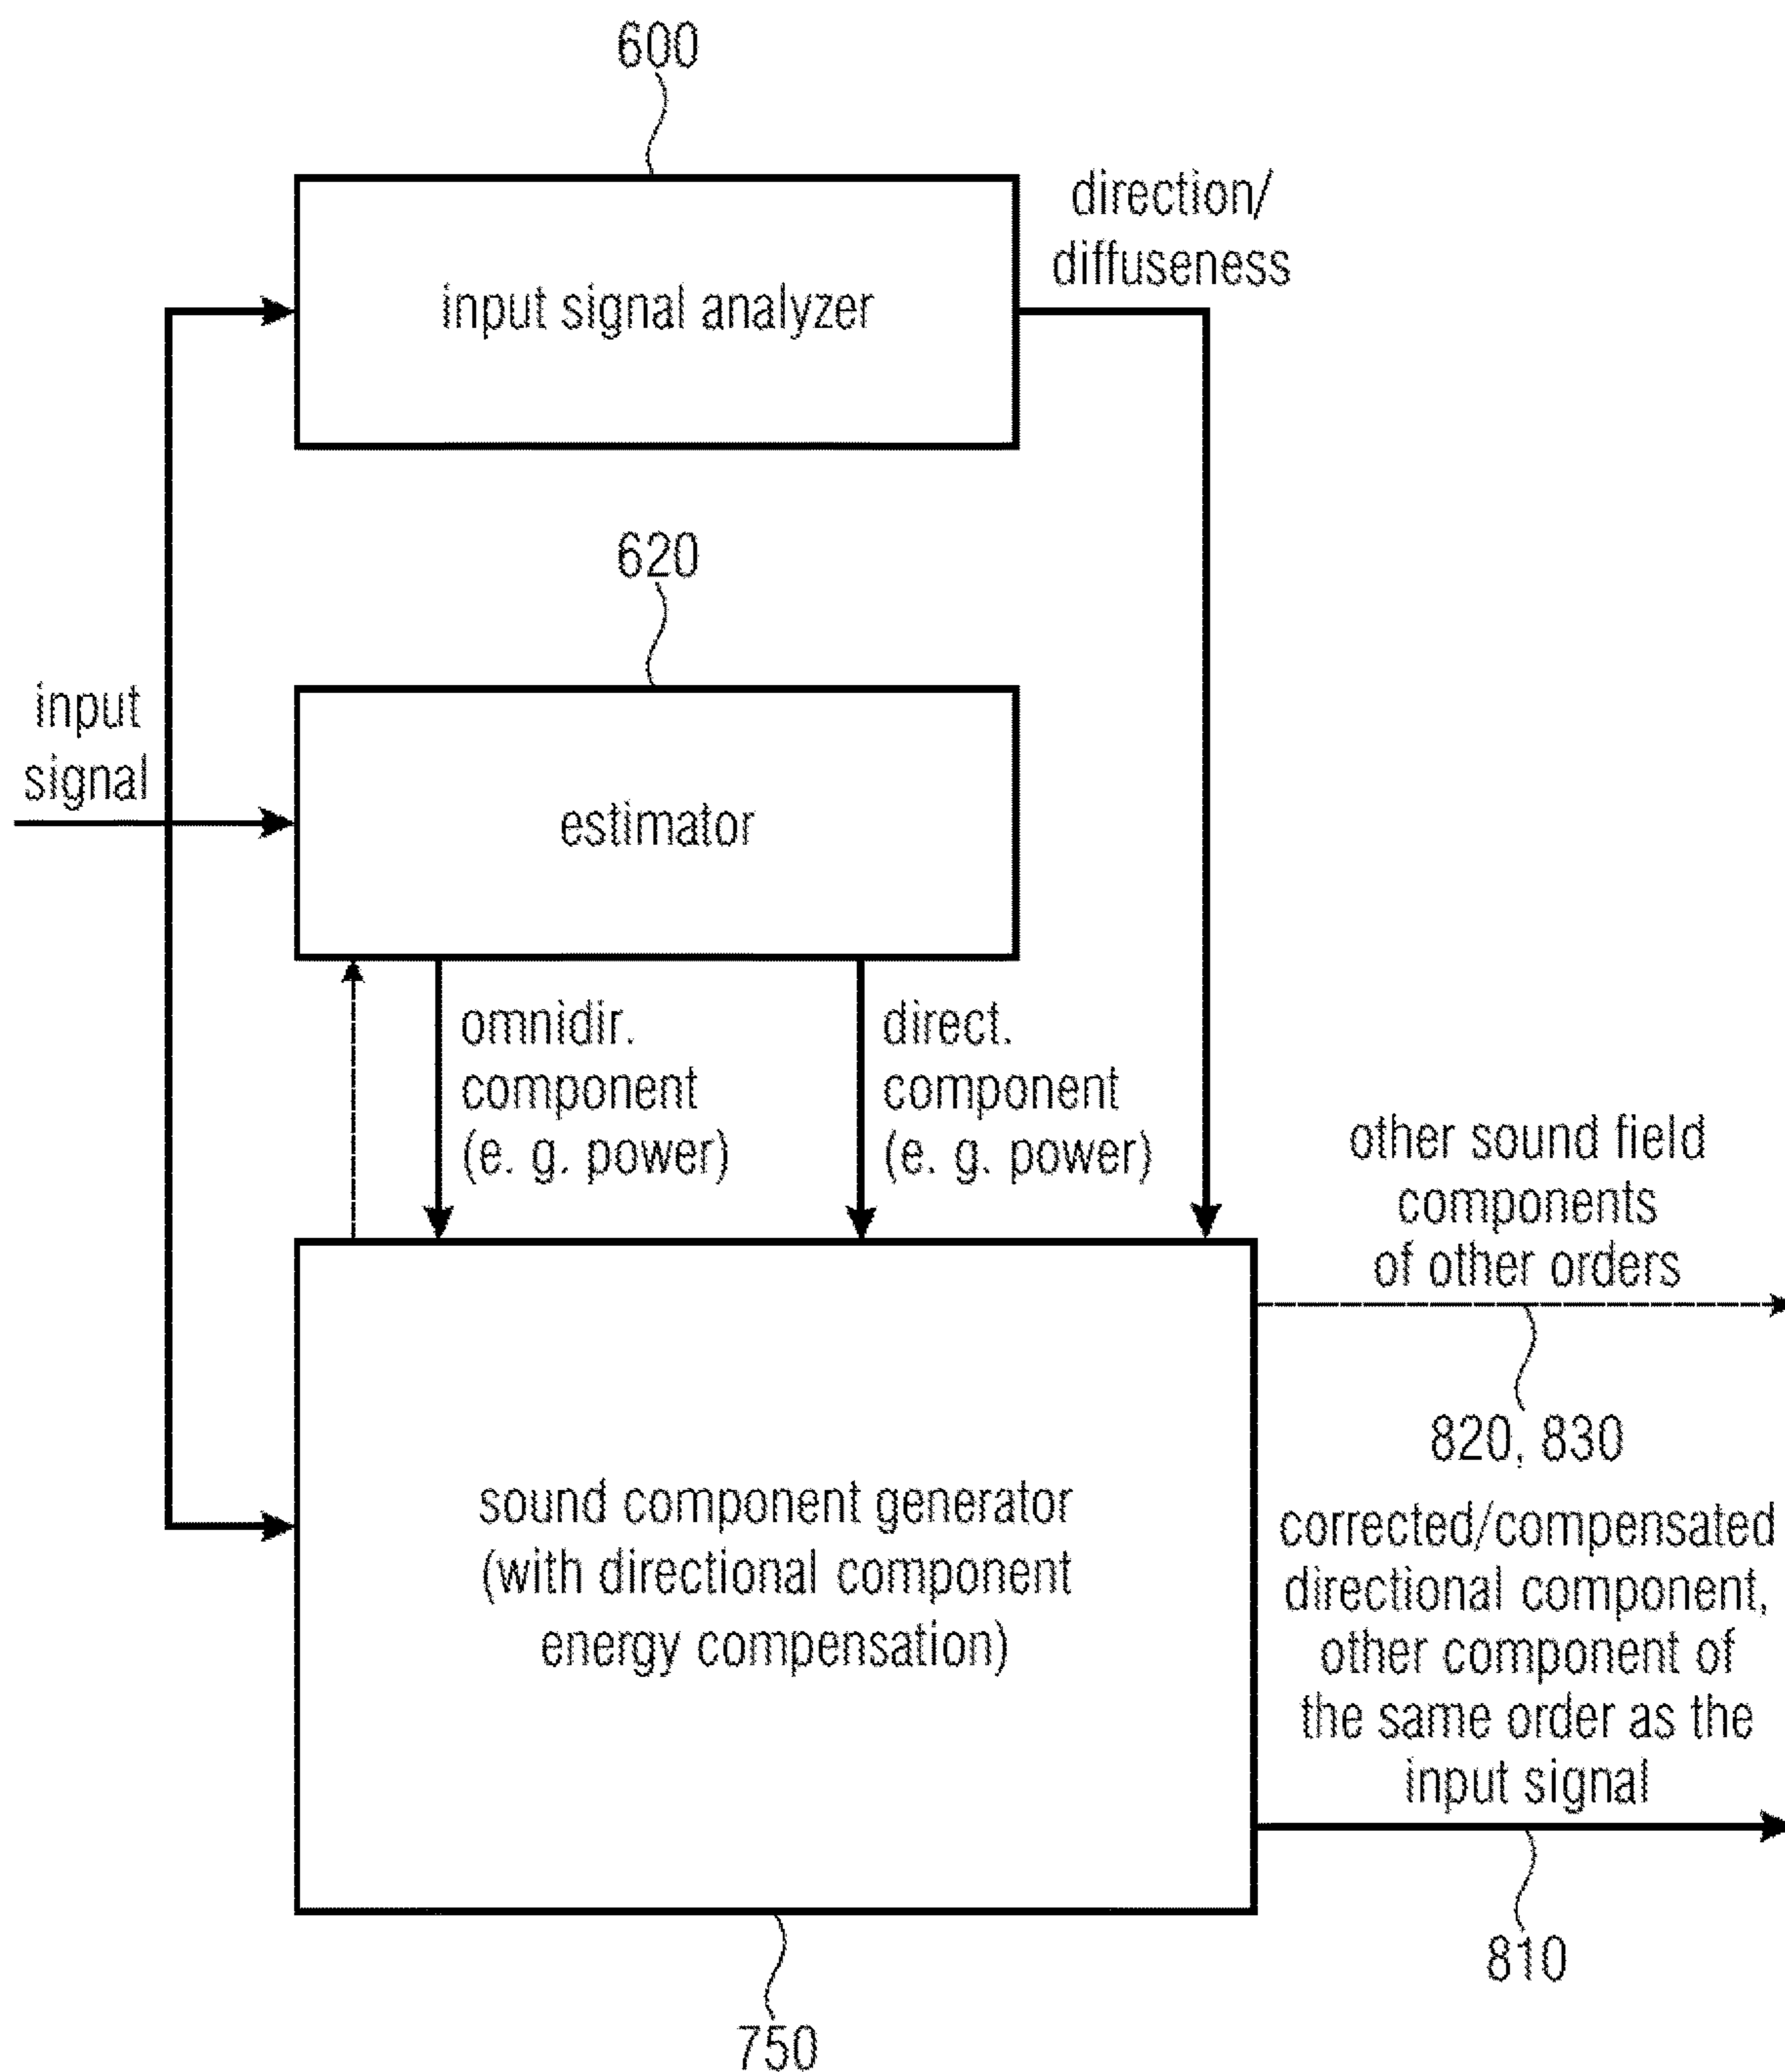 600
direction/
diffuseness
input signal analyzer
620
input
signal
estimator
omnidir.
component
(e. g. power)
direct.
component
(e. g. power)
other sound field
components
of other orders
820, 830
sound component generator
(with directional component
energy compensation)
corrected/compensated
directional component,
other component of
the same order as the
input signal
810
750